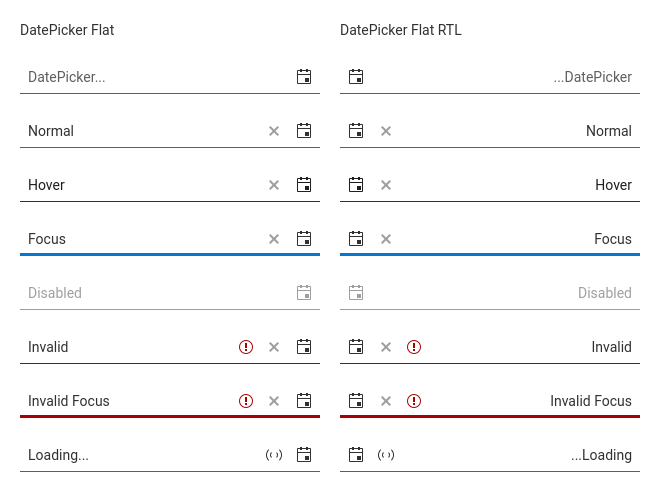 DatePicker Flat
DatePicker...
Normal
Hover
Focus
Disabled
Invalid
Invalid Focus
Loading...
DatePicker Flat RTL
...DatePicker
Normal
Hover
Focus
Disabled
Invalid
Invalid Focus
...Loading